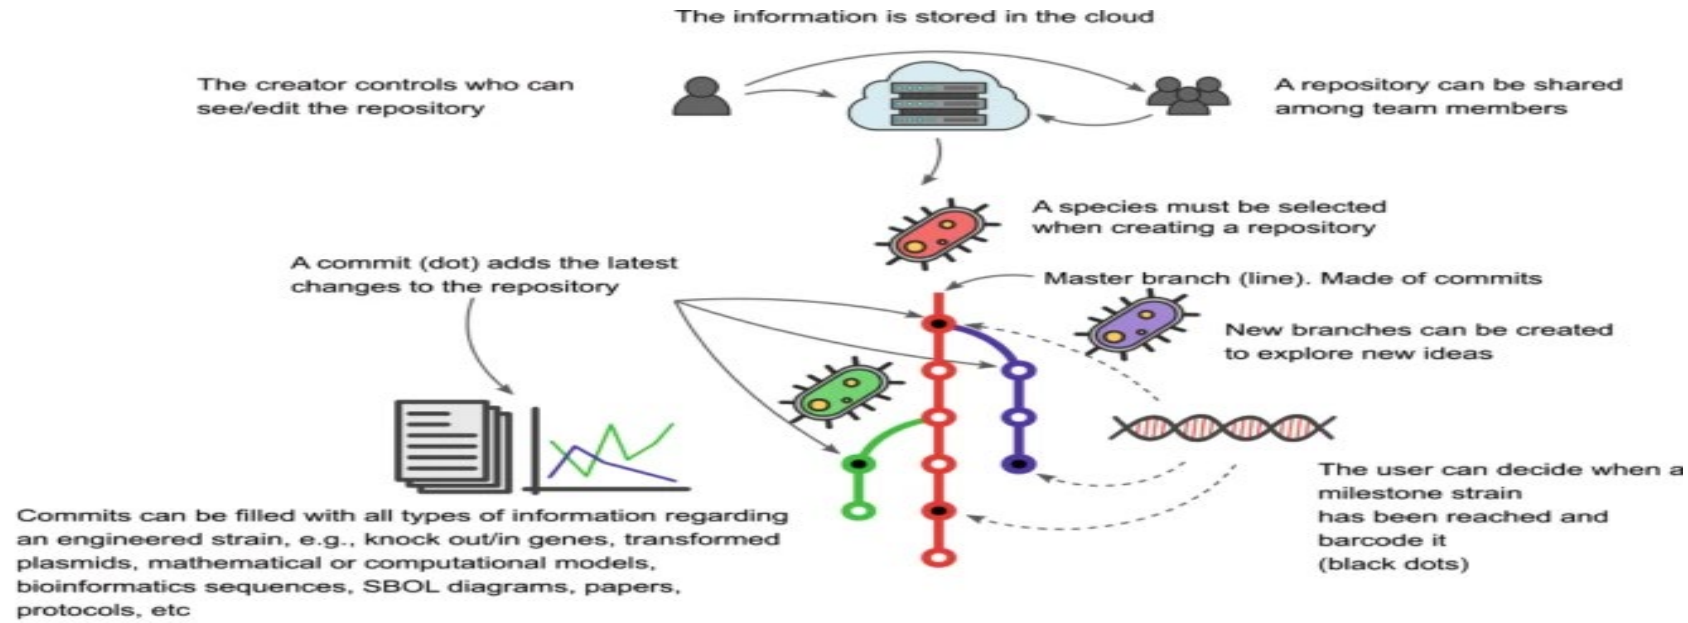 The information is stored in the cloud
The creator controls who can
see/edit the repository
A repository can be shared
among team members
A species must be selected
when creating a repository
A commit (dot) adds the latest
changes to the repository
Master branch (line). Made of commits
New branches can be created
to explore new ideas
The user can decide when a
milestone strain
has been reached and
barcode it
(black dots)
Commits can be filled with all types of information regarding
an engineered strain, e.g., knock out/in genes, transformed
plasmids, mathematical or computational models,
bioinformatics sequences, SBOL diagrams, papers,
protocols, etc